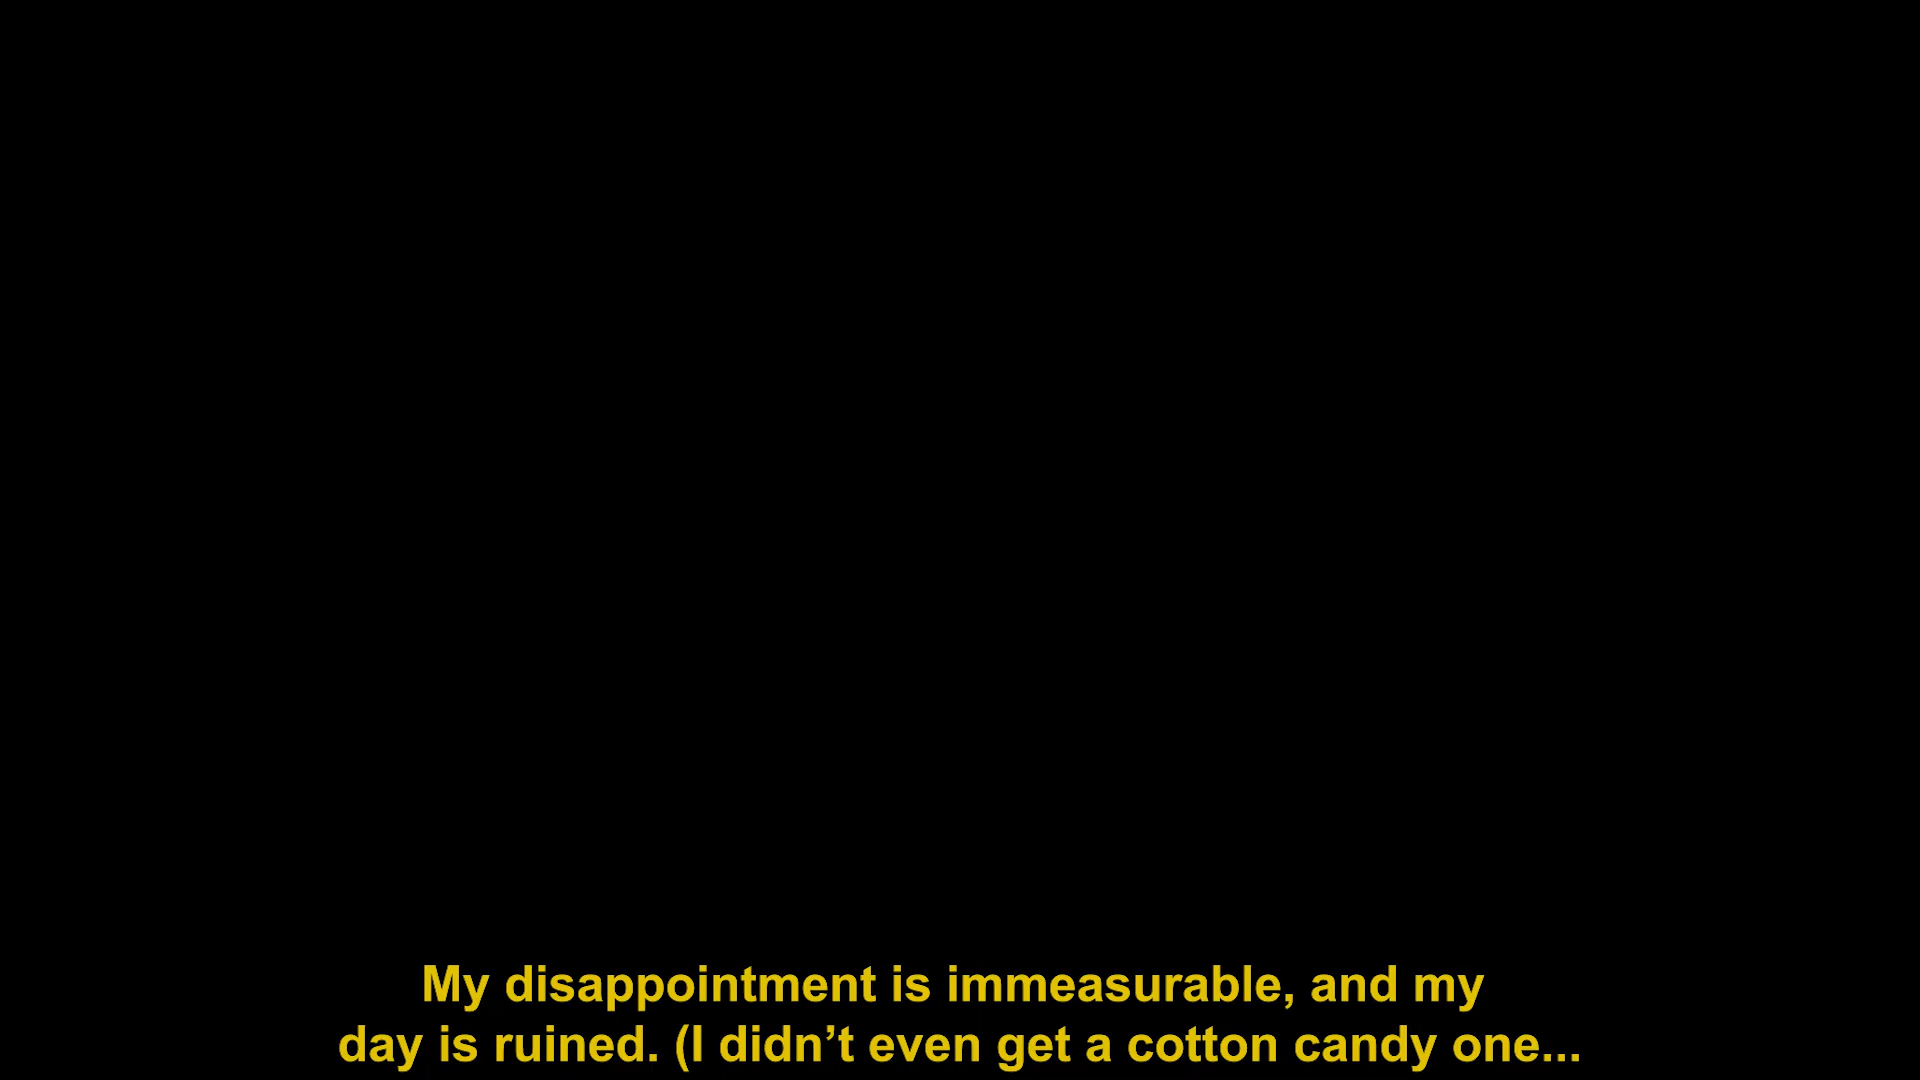 My disappointment is immeasurable, and my
day is ruined. (I didn’t even get a cotton candy one...